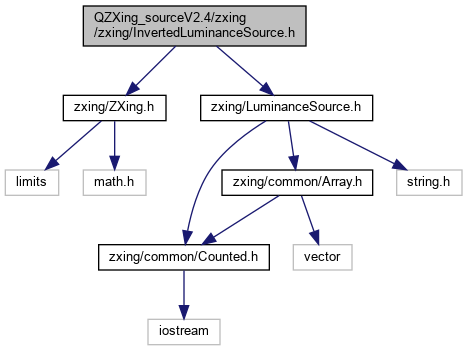 QZXing_sourceV2.4/zxing
/zxing/InvertedLuminanceSource.h
zxing/ZXing.h
zxing/LuminanceSource.h
limits
math.h
zxing/common/Array.h
string.h
zxing/common/Counted.h
vector
iostream